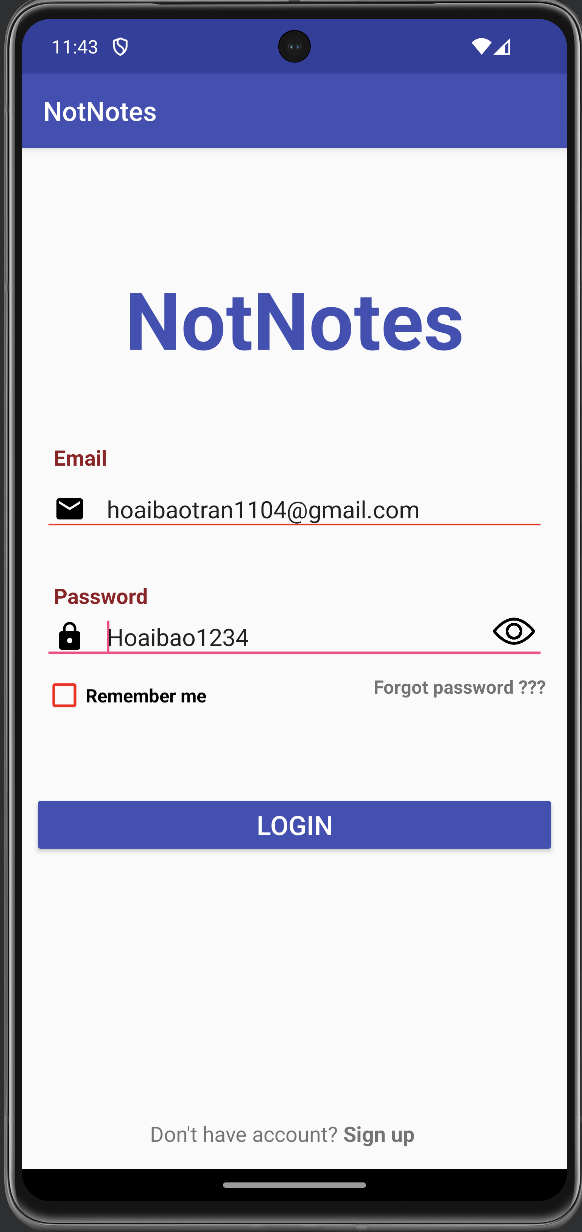 11:43
NotNotes
NotNotes
Email
hoaibaotran1104@gmail.com
Password
Hoaibao1234
Remember me
Forgot password ???
LOGIN
Don't have account? Sign up